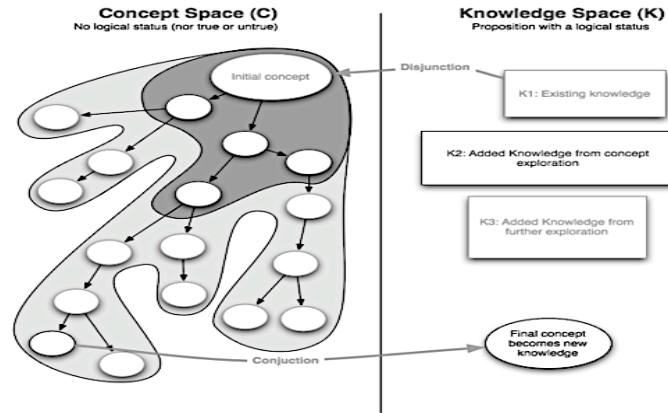 Concept Space (C)
No logical status (nor true or untrue)
Knowledge Space (K)
Proposition with a logical status
Initial concept
Disjunction
K1: Existing knowledge
K2: Added Knowledge from concept
exploration
K3: Added Knowledge from
further exploration
Final concept
becomes new
knowledge
Conjuction